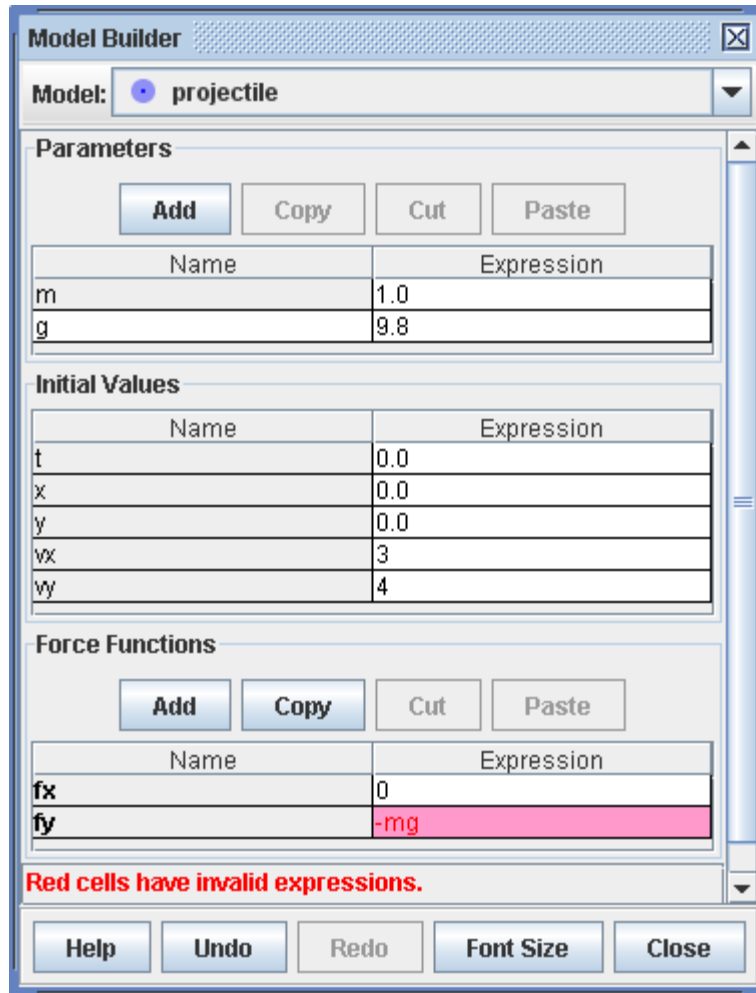 Model Builder
Model: projectile
Parameters
Add Copy Cut Paste
Name Expression
m 1.0
g 9.8
Initial Values
Name Expression
t 0.0
x 0.0
y 0.0
vx 3
vy 4
Force Functions
Add Copy Cut Paste
Name Expression
fx 0
fy -mg
Red cells have invalid expressions.
Help Undo Redo Font Size Close